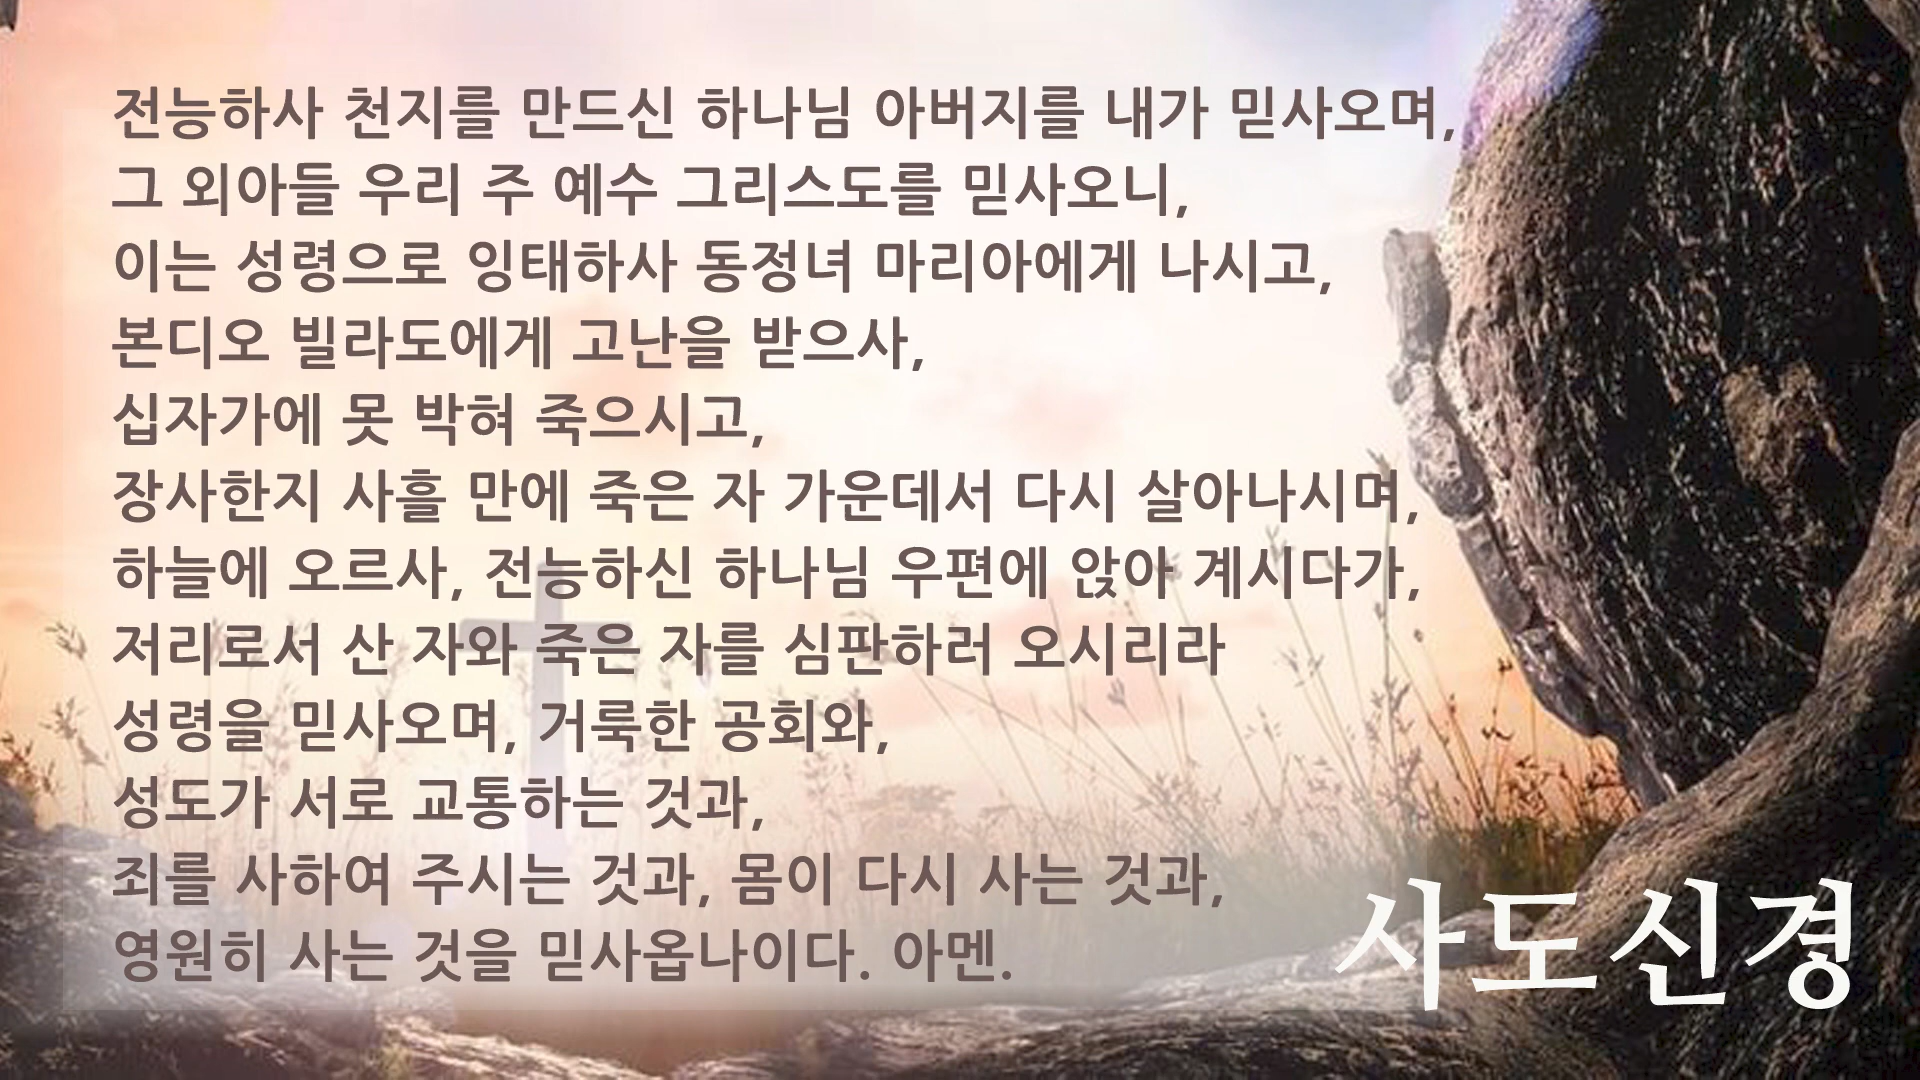 전능하사 천지를 만드신 하나님 아버지를 내가 믿사오며,
그 외아들 우리 주 예수 그리스도를 믿사오니,
이는 성령으로 잉태하사 동정녀 마리아에게 나시고,
본디오 빌라도에게 고난을 받으사,
십자가에 못 박혀 죽으시고,
장사한지 사흘 만에 죽은 자 가운데서 다시 살아나시며,
하늘에 오르사, 전능하신 하나님 우편에 앉아 계시다가,
저리로서 산 자와 죽은 자를 심판하러 오시리라
성령을 믿사오며, 거룩한 공회와,
성도가 서로 교통하는 것과,
죄를 사하여 주시는 것과, 몸이 다시 사는 것과,
영원히 사는 것을 믿사옵나이다. 아멘.
사도신경